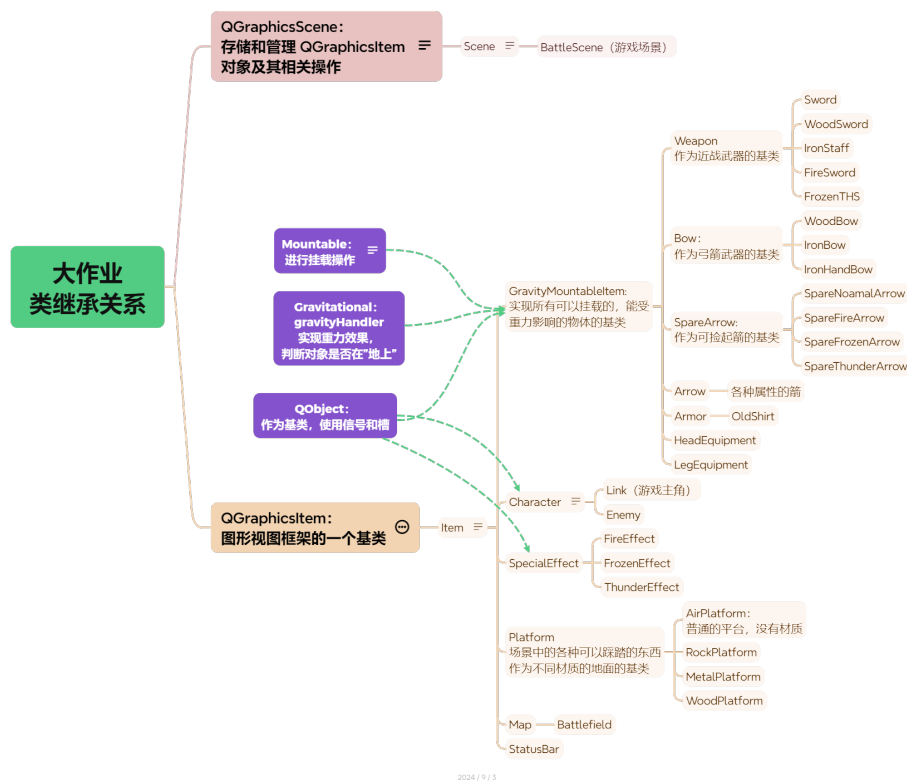 QGraphicsScene：
存储和管理 QGraphicsItem
对象及其相关操作
Scene
BattleScene（游戏场景）
大作业
类继承关系
Mountable：
进行挂载操作
Gravitational：
gravityHandler
实现重力效果，
判断对象是否在"地上"
QObject：
作为基类，使用信号和槽
QGraphicsItem：
图形视图框架的一个基类
Item
GravityMountableItem:
实现所有可以挂载的，能受
重力影响的物体的基类
Weapon
作为近战武器的基类
Sword
WoodSword
IronStaff
FireSword
FrozenTHS
Bow：
作为弓箭武器的基类
WoodBow
IronBow
IronHandBow
SpareArrow:
作为可捡起箭的基类
SpareNoamalArrow
SpareFireArrow
SpareFrozenArrow
SpareThunderArrow
Arrow
各种属性的箭
Armor
OldShirt
HeadEquipment
LegEquipment
Character
Link（游戏主角）
Enemy
SpecialEffect
FireEffect
FrozenEffect
ThunderEffect
Platform
场景中的各种可以踩踏的东西
作为不同材质的地面的基类
AirPlatform：
普通的平台，没有材质
RockPlatform
MetalPlatform
WoodPlatform
Map
Battlefield
StatusBar
2024 / 9 / 3